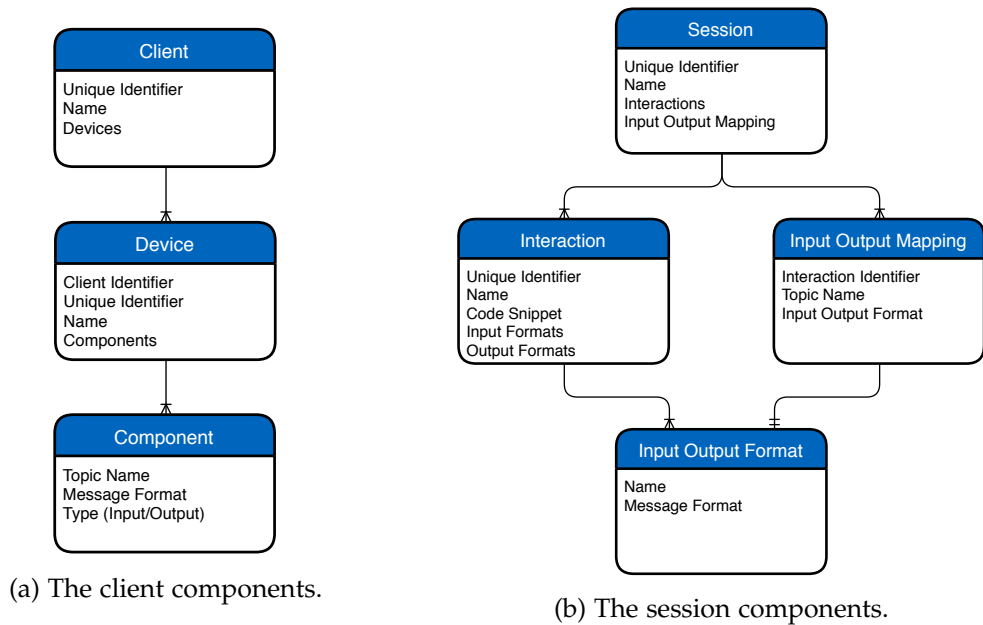 Client
Unique Identifier
Name
Devices
Device
Client Identifier
Unique Identifier
Name
Components
Component
Topic Name
Message Format
Type (Input/Output)
(a) The client components.
Session
Unique Identifier
Name
Interactions
Input Output Mapping
Interaction
Unique Identifier
Name
Code Snippet
Input Formats
Output Formats
Input Output Mapping
Interaction Identifier
Topic Name
Input Output Format
Input Output Format
Name
Message Format
(b) The session components.